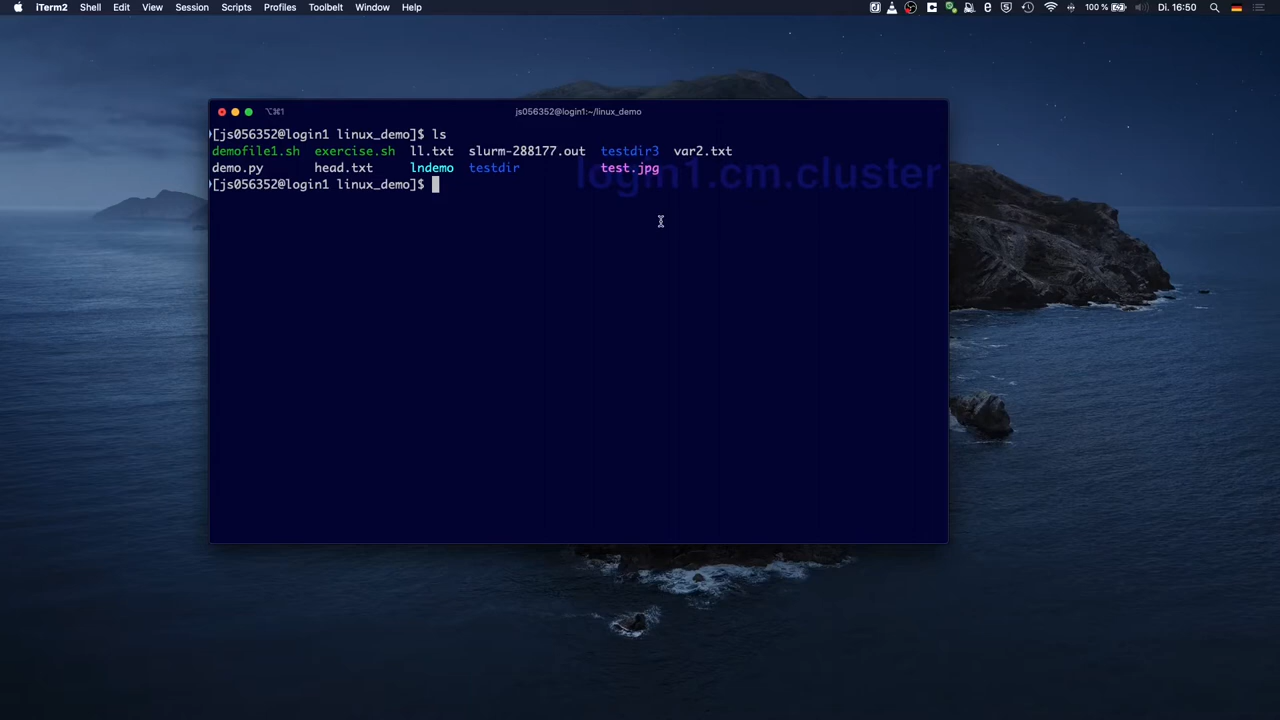 iTerm2 Shell Edit View Session Scripts Profiles Toolbelt Window Help 100 % Di. 16:50
⌥⌘1 js056352@login1:~/linux_demo
[js056352@login1 linux_demo]$ ls
demofile1.sh exercise.sh ll.txt slurm-288177.out testdir3 var2.txt
demo.py head.txt lndemo testdir test.jpg
login1.cm.cluster
[js056352@login1 linux_demo]$